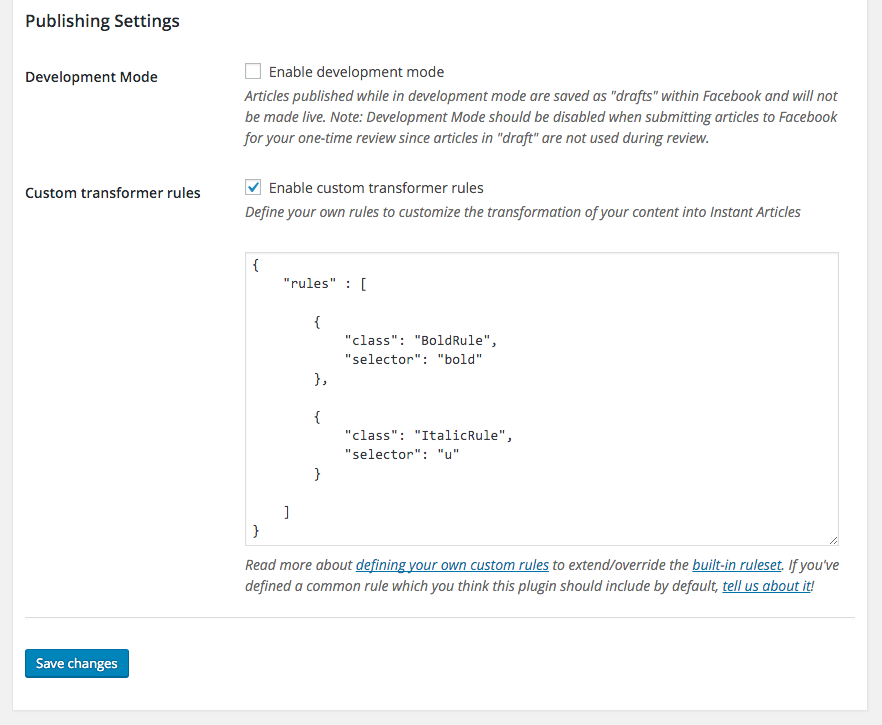 Publishing Settings
Development Mode
Enable development mode
Articles published while in development mode are saved as "drafts" within Facebook and will not
be made live. Note: Development Mode should be disabled when submitting articles to Facebook
for your one-time review since articles in "draft" are not used during review.
Custom transformer rules
Enable custom transformer rules
Define your own rules to customize the transformation of your content into Instant Articles
{
    "rules" : [
        {
            "class": "BoldRule",
            "selector": "bold"
        },
        {
            "class": "ItalicRule",
            "selector": "u"
        }
    ]
}
Read more about defining your own custom rules to extend/override the built-in ruleset. If you've
defined a common rule which you think this plugin should include by default, tell us about it!
Save changes